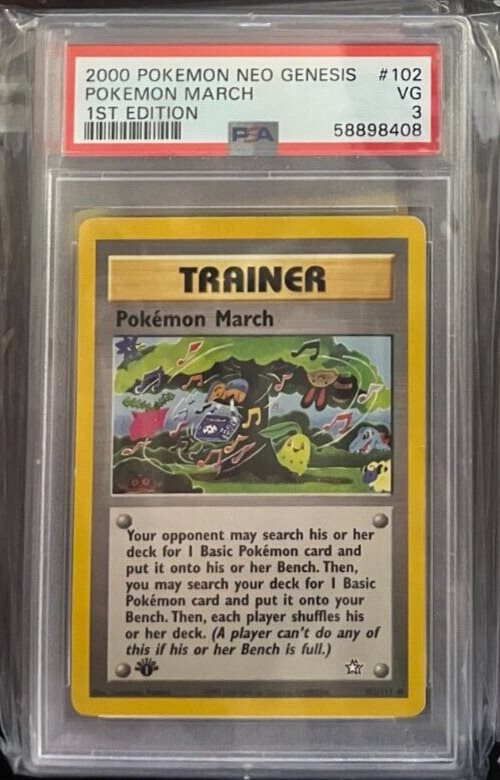 2000 POKEMON NEO GENESIS #102
POKEMON MARCH VG
1ST EDITION 3
PSA 58898408
TRAINER
Pokémon March
Your opponent may search his or her
deck for 1 Basic Pokémon card and
put it onto his or her Bench. Then,
you may search your deck for 1 Basic
Pokémon card and put it onto your
Bench. Then, each player shuffles his
or her deck. (A player can't do any of
this if his or her Bench is full.)
1